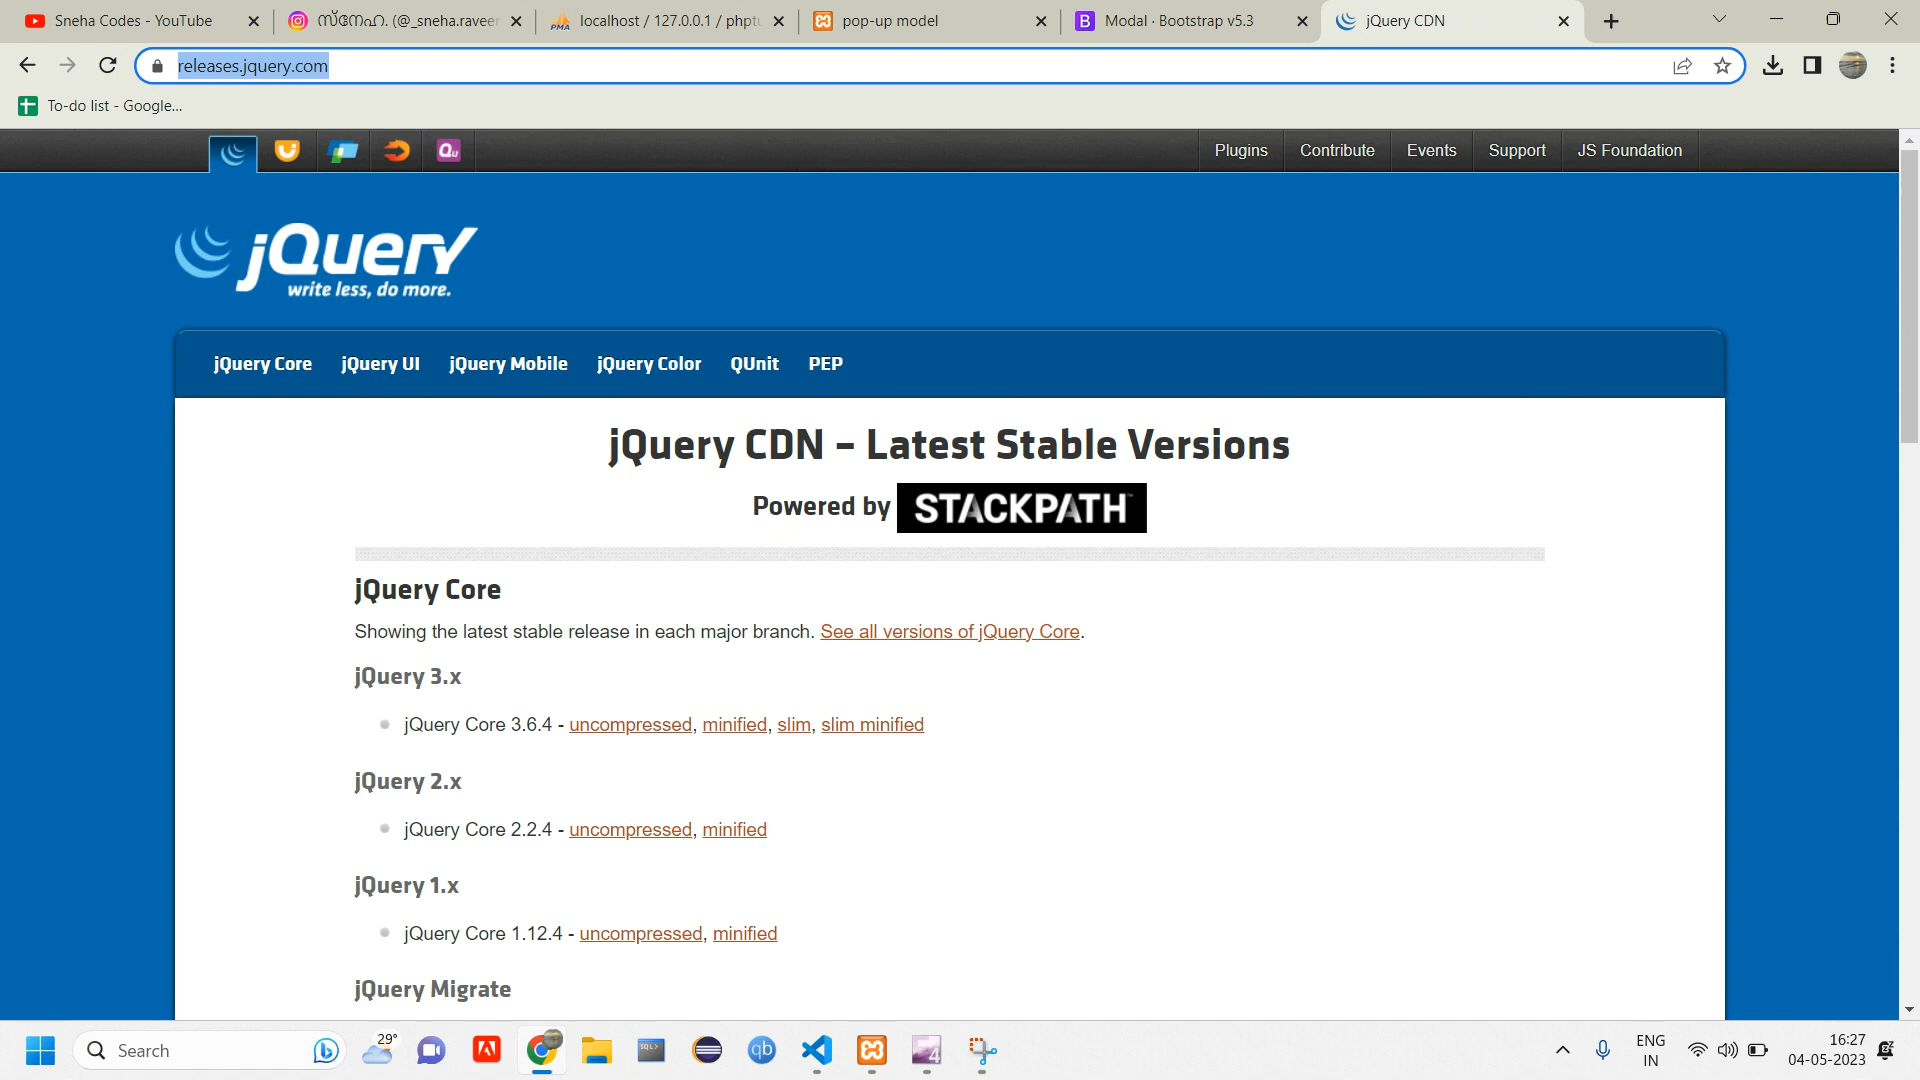 Sneha Codes - YouTube
സ്നേഹ. (@_sneha.raveen
localhost / 127.0.0.1 / phptu
pop-up model
Modal · Bootstrap v5.3
jQuery CDN
releases.jquery.com
To-do list - Google...
Plugins
Contribute
Events
Support
JS Foundation
jQuery
write less, do more.
jQuery Core
jQuery UI
jQuery Mobile
jQuery Color
QUnit
PEP
jQuery CDN – Latest Stable Versions
Powered by STACKPATH
jQuery Core
Showing the latest stable release in each major branch. See all versions of jQuery Core.
jQuery 3.x
jQuery Core 3.6.4 - uncompressed, minified, slim, slim minified
jQuery 2.x
jQuery Core 2.2.4 - uncompressed, minified
jQuery 1.x
jQuery Core 1.12.4 - uncompressed, minified
jQuery Migrate
Search
29°
ENG
IN
16:27
04-05-2023